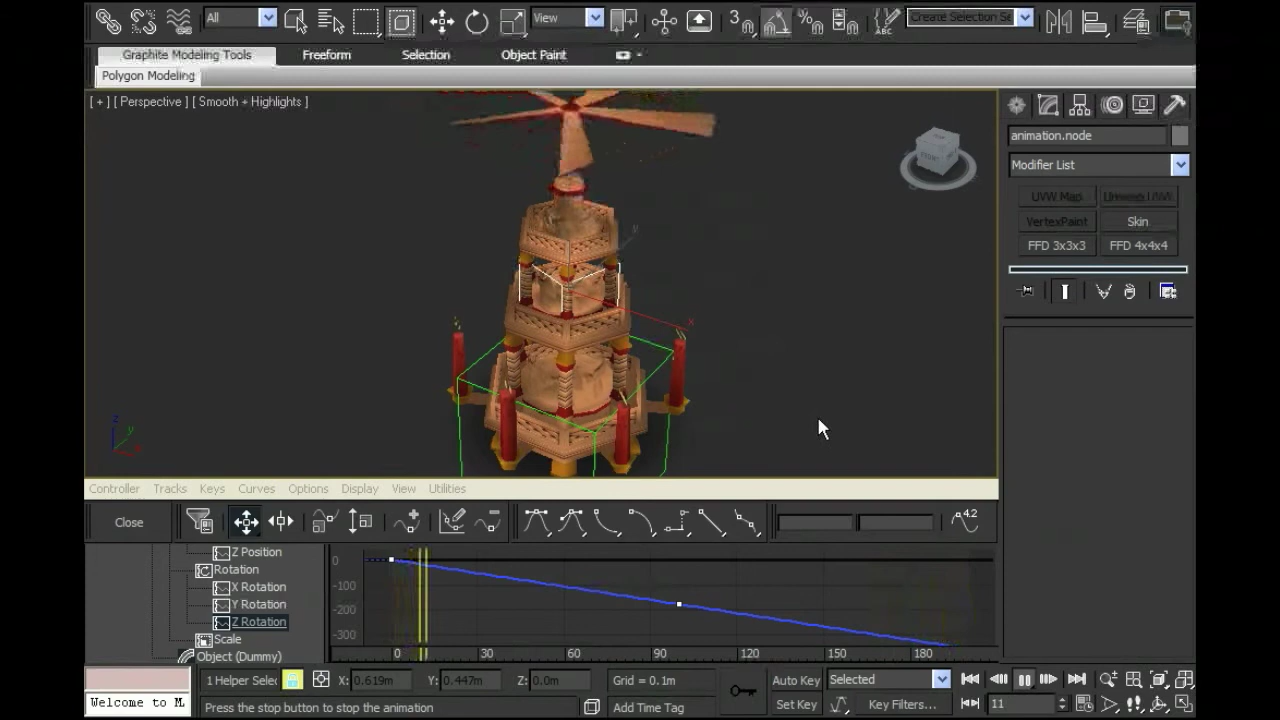 All
View
3
%
ABC
Create Selection Se
Graphite Modeling Tools
Freeform
Selection
Object Paint
Polygon Modeling
[ + ] [ Perspective ] [ Smooth + Highlights ]
animation.node
Modifier List
UVW Map
Unwrap UVW
VertexPaint
Skin
FFD 3x3x3
FFD 4x4x4
y
x
z
y
Controller Tracks Keys Curves Options Display View Utilities
Close
4.2
Z Position
Rotation
X Rotation
Y Rotation
Z Rotation
Scale
Object (Dummy)
0
-100
-200
-300
0 30 60 90 120 150 180
1 Helper Selec
X: 0.619m
Y: 0.447m
Z: 0.0m
Grid = 0.1m
Auto Key
Selected
Welcome to M
Press the stop button to stop the animation
Add Time Tag
Set Key
Key Filters...
11